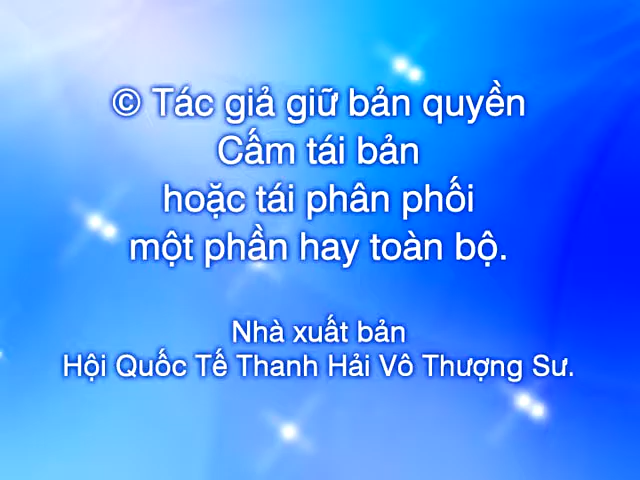 © Tác giả giữ bản quyền
Cấm tái bản
hoặc tái phân phối
một phần hay toàn bộ.
Nhà xuất bản
Hội Quốc Tế Thanh Hải Vô Thượng Sư.